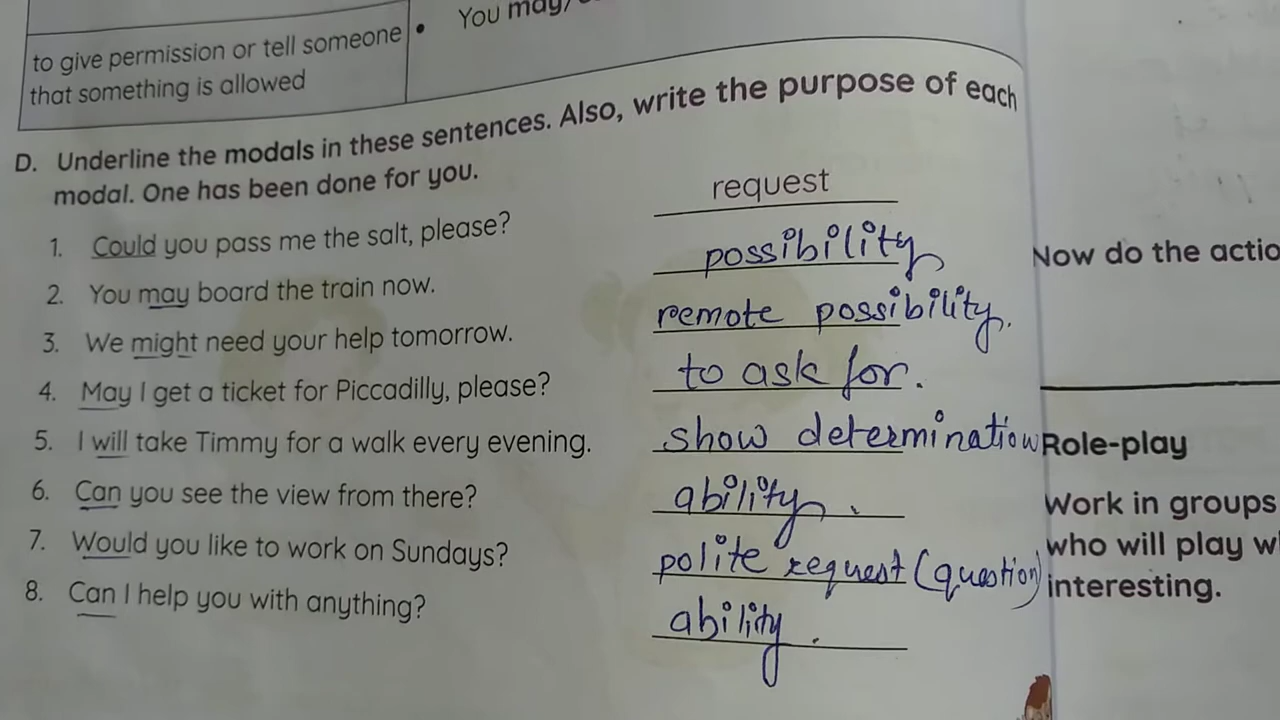 to give permission or tell someone
that something is allowed
• You may/
D. Underline the modals in these sentences. Also, write the purpose of each
modal. One has been done for you.
1. Could you pass me the salt, please? request
2. You may board the train now. possibility
3. We might need your help tomorrow. remote possibility.
4. May I get a ticket for Piccadilly, please? to ask for.
5. I will take Timmy for a walk every evening. show determination
6. Can you see the view from there? ability.
7. Would you like to work on Sundays? polite request (question)
8. Can I help you with anything? ability.
Now do the actio
Role-play
Work in groups
who will play w
interesting.